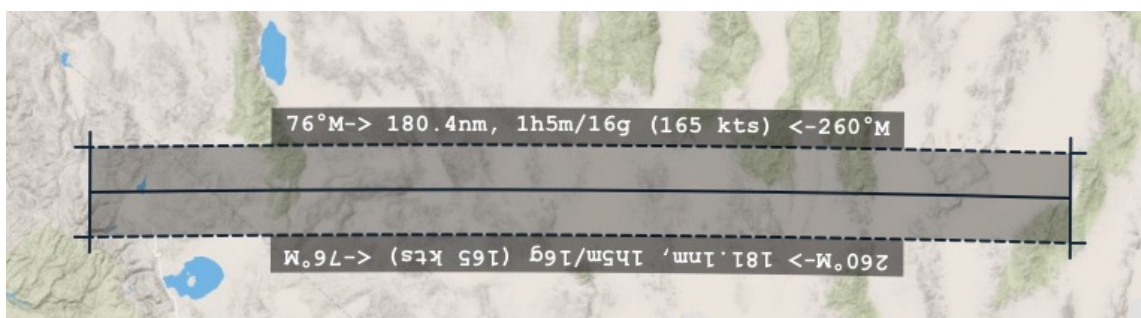 76°M-> 180.4nm, 1h5m/16g (165 kts) <-260°M
260°M-> 181.1nm, 1h5m/16g (165 kts) <-76°M